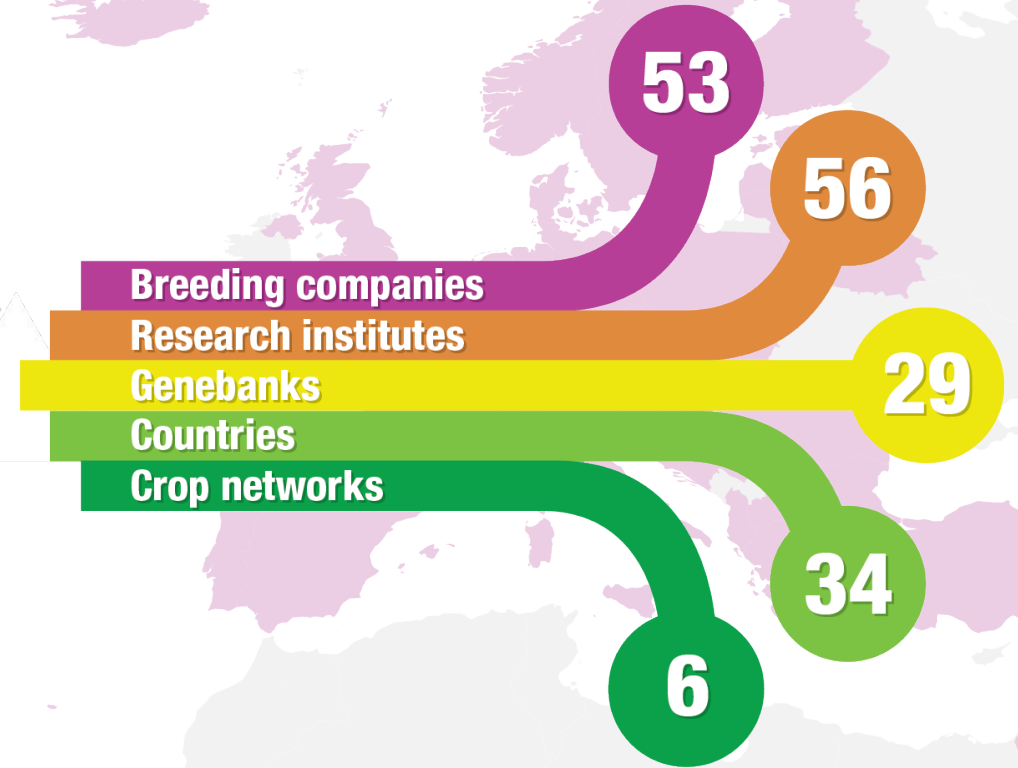 53
56
Breeding companies
Research institutes
Genebanks
29
Countries
Crop networks
34
6